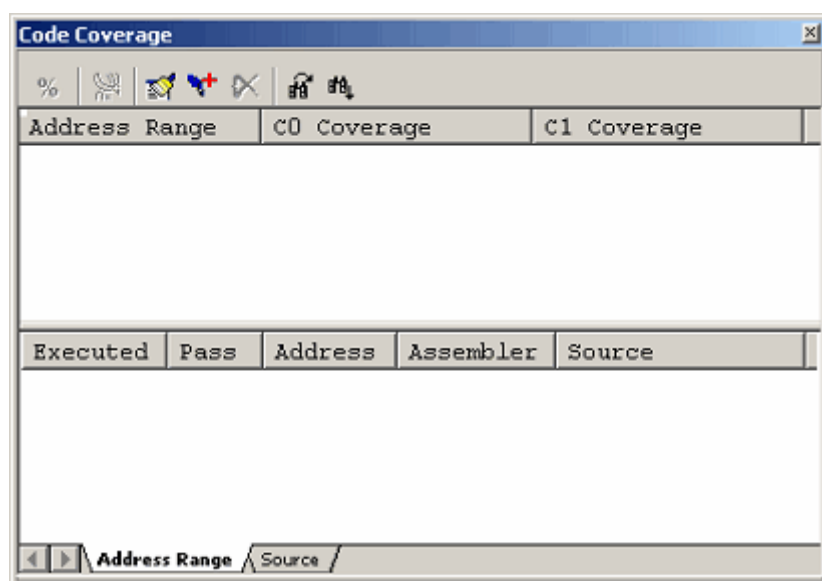 Code Coverage
%
Address Range C0 Coverage C1 Coverage
Executed Pass Address Assembler Source
Address Range Source